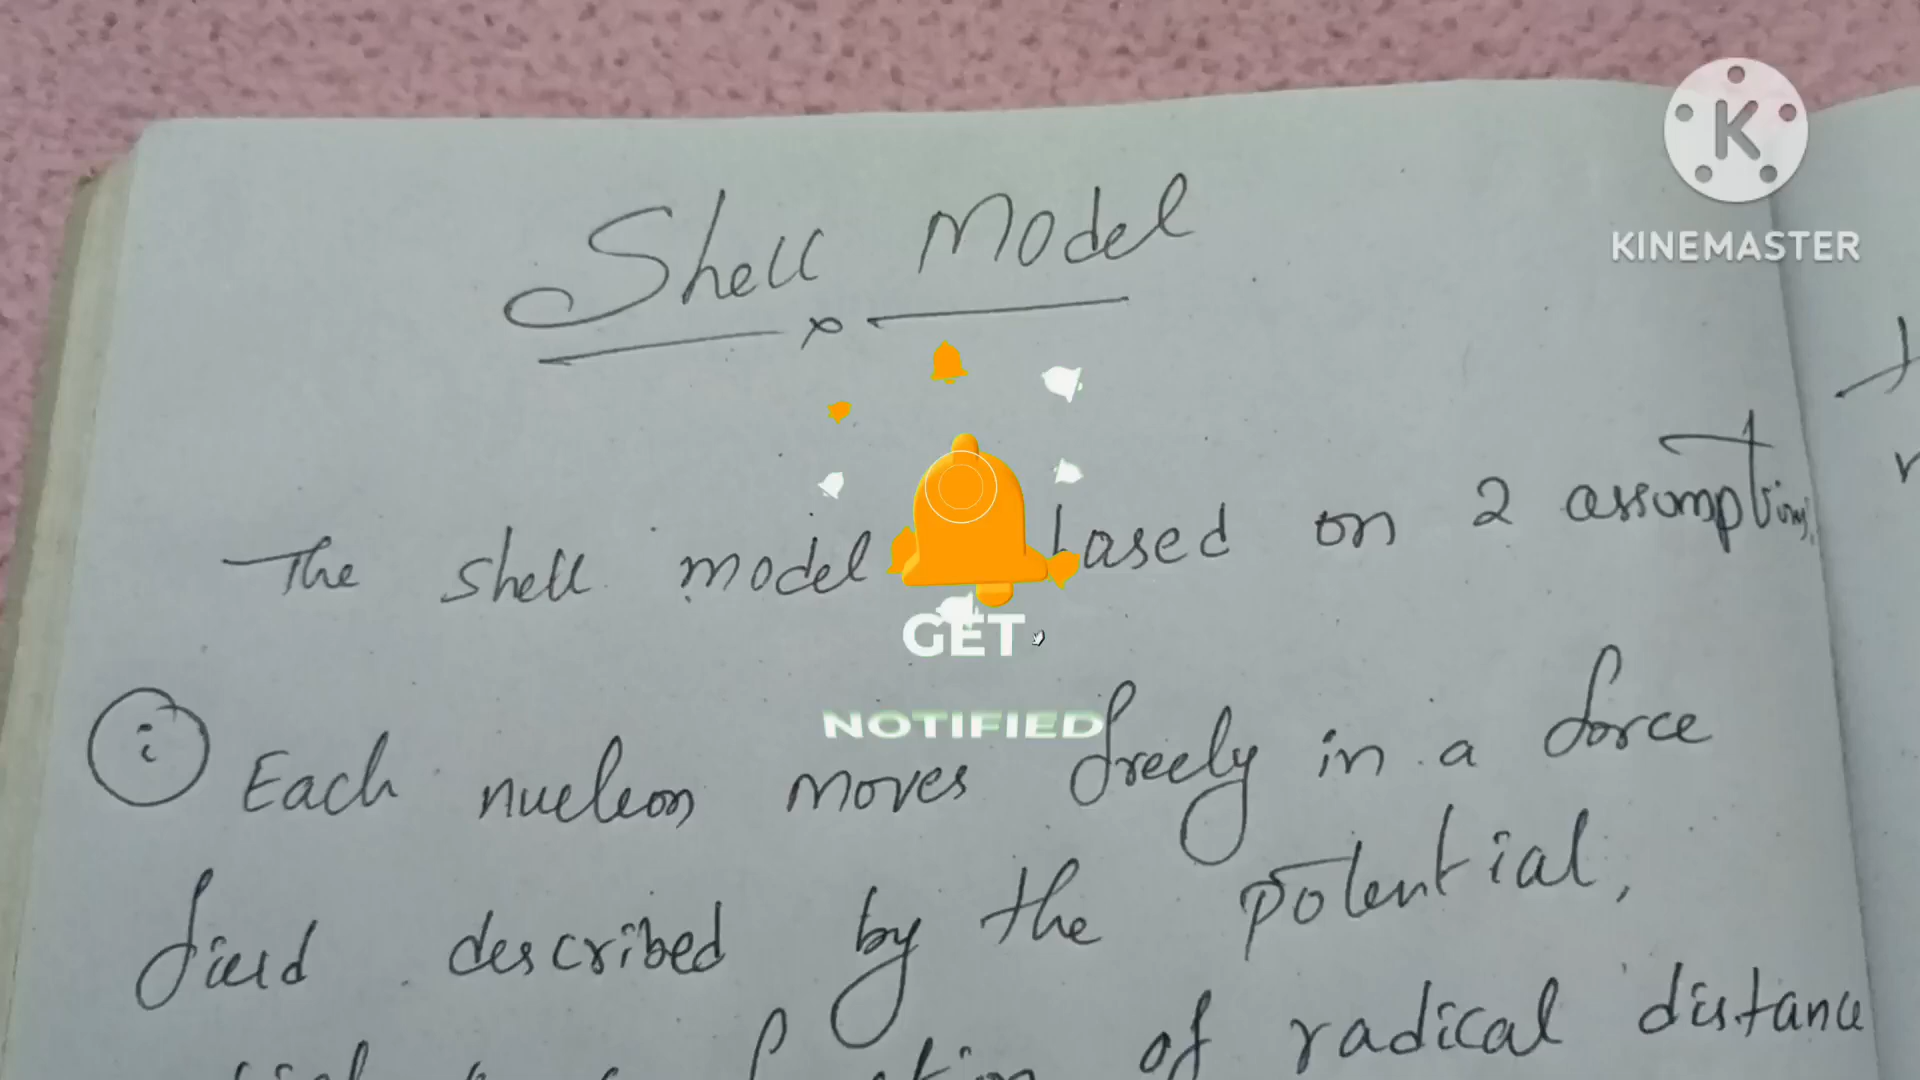 Shell Model
KINEMASTER
The shell model based on 2 assumptions.
GET
NOTIFIED
i Each nucleon moves freely in a force
field described by the potential,
of radical distance